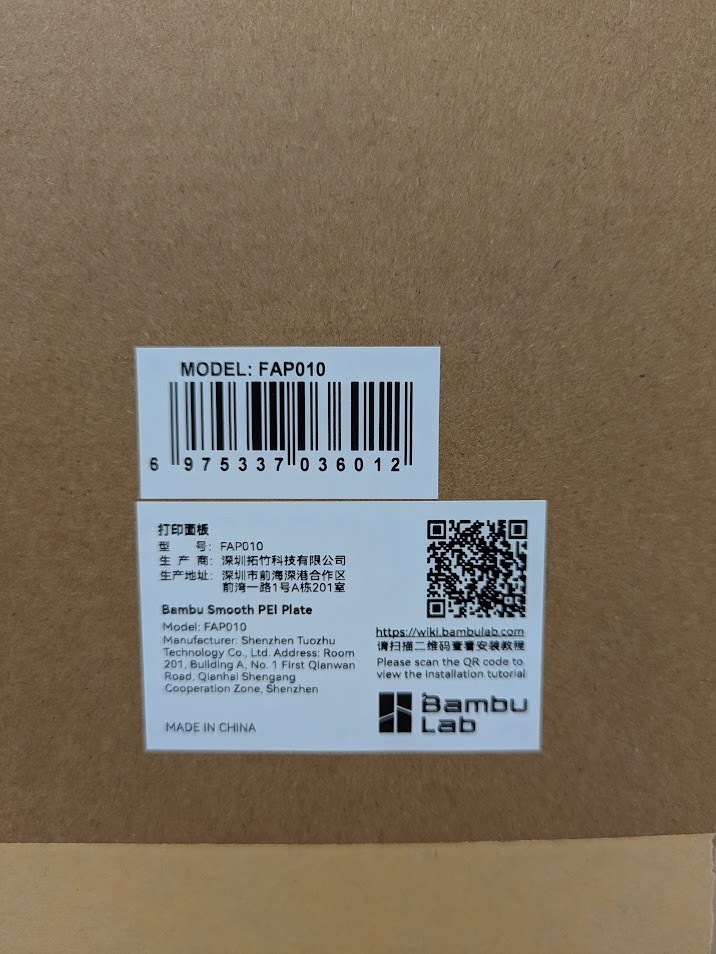 MODEL: FAP010
6 975337 036012
打印面板
型 号: FAP010
生 产 商: 深圳拓竹科技有限公司
生产地址: 深圳市前海深港合作区
前湾一路1号A栋201室
Bambu Smooth PEI Plate
Model: FAP010
Manufacturer: Shenzhen Tuozhu
Technology Co., Ltd. Address: Room
201, Building A, No. 1 First Qianwan
Road, Qianhai Shengang
Cooperation Zone, Shenzhen
MADE IN CHINA
https://wiki.bambulab.com
请扫描二维码查看安装教程
Please scan the QR code to
view the installation tutorial
Bambu
Lab